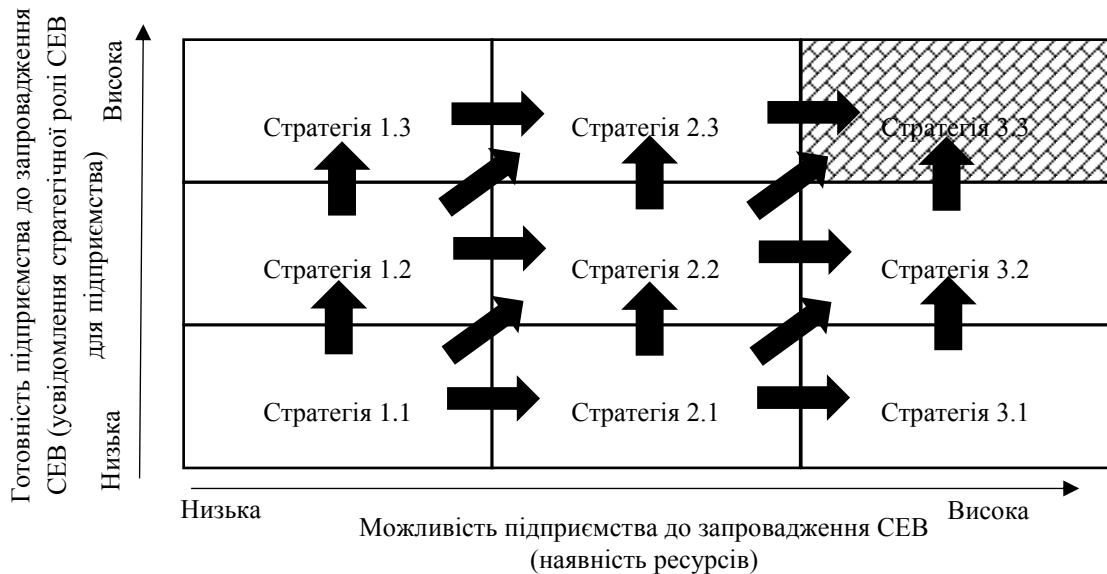 Готовність підприємства до запровадження
СЕВ (усвідомлення стратегічної ролі СЕВ
для підприємства)
Висока
Низька
Стратегія 1.3
Стратегія 2.3
Стратегія 3.3
Стратегія 1.2
Стратегія 2.2
Стратегія 3.2
Стратегія 1.1
Стратегія 2.1
Стратегія 3.1
Низька
Висока
Можливість підприємства до запровадження СЕВ
(наявність ресурсів)